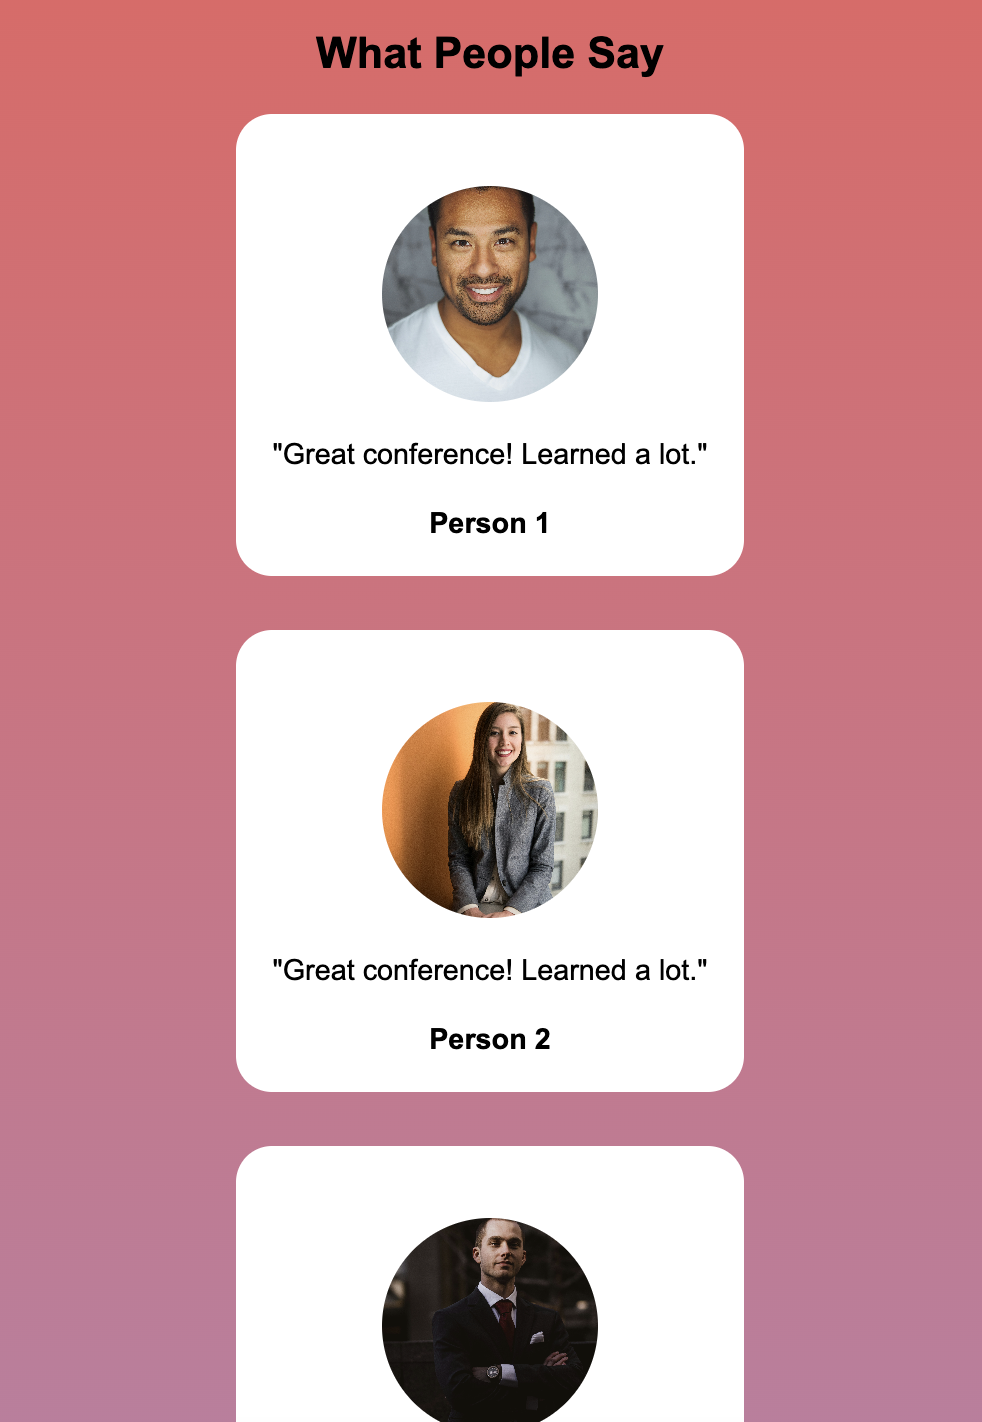 What People Say
"Great conference! Learned a lot."
Person 1
"Great conference! Learned a lot."
Person 2